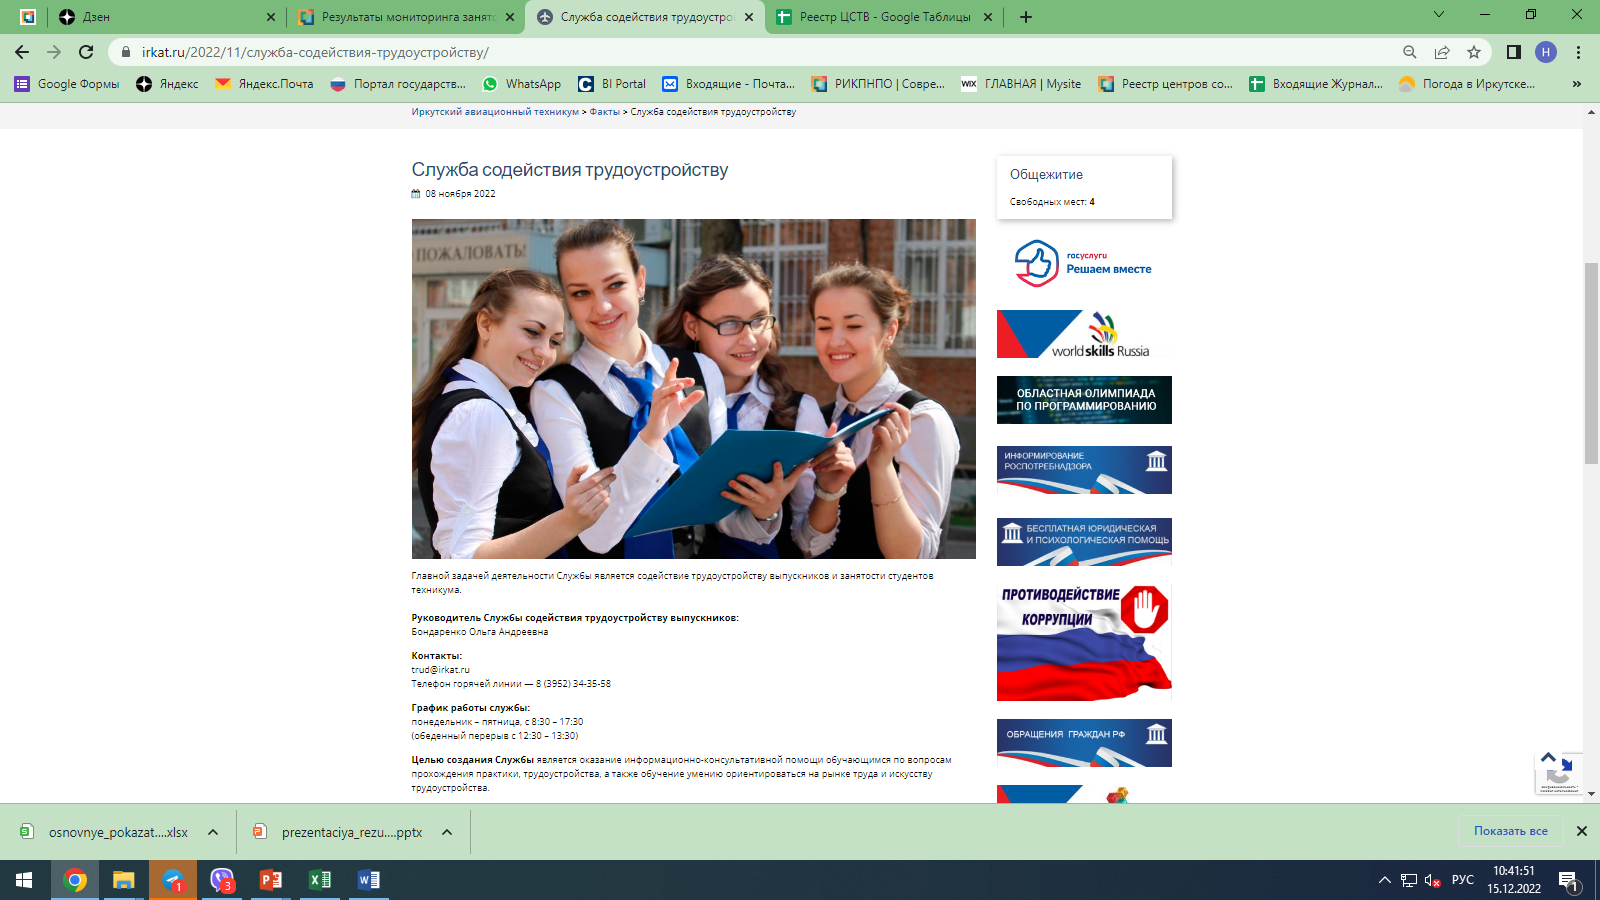 Дзен
Результаты мониторинга занято
Служба содействия трудоустро
Реестр ЦСТВ - Google Таблицы
irkat.ru/2022/11/служба-содействия-трудоустройству/
Н
Google Формы
Яндекс
Яндекс.Почта
Портал государств...
WhatsApp
BI Portal
Входящие - Почта...
РИКПНПО | Совре...
WIX
ГЛАВНАЯ | Mysite
Реестр центров со...
Входящие Журнал...
Погода в Иркутске...
»
Иркутский авиационный техникум > Факты > Служба содействия трудоустройству
Служба содействия трудоустройству
08 ноября 2022
ПОЖАЛОВАТЬ!
Главной задачей деятельности Службы является содействие трудоустройству выпускников и занятости студентов
техникума.
Руководитель Службы содействия трудоустройству выпускников:
Бондаренко Ольга Андреевна
Контакты:
trud@irkat.ru
Телефон горячей линии — 8 (3952) 34-35-58
График работы службы:
понедельник – пятница, с 8:30 – 17:30
(обеденный перерыв с 12:30 – 13:30)
Целью создания Службы является оказание информационно-консультативной помощи обучающимся по вопросам
прохождения практики, трудоустройства, а также обучение умению ориентироваться на рынке труда и искусству
трудоустройства.
Общежитие
Свободных мест: 4
госуслуги
Решаем вместе
worldskills Russia
ОБЛАСТНАЯ ОЛИМПИАДА
ПО ПРОГРАММИРОВАНИЮ
ИНФОРМИРОВАНИЕ
РОСПОТРЕБНАДЗОРА
БЕСПЛАТНАЯ ЮРИДИЧЕСКАЯ
И ПСИХОЛОГИЧЕСКАЯ ПОМОЩЬ
ПРОТИВОДЕЙСТВИЕ
КОРРУПЦИИ
ОБРАЩЕНИЯ ГРАЖДАН РФ
osnovnye_pokazat....xlsx
prezentaciya_rezu....pptx
Показать все
1
3
РУС
10:41:51
15.12.2022
1